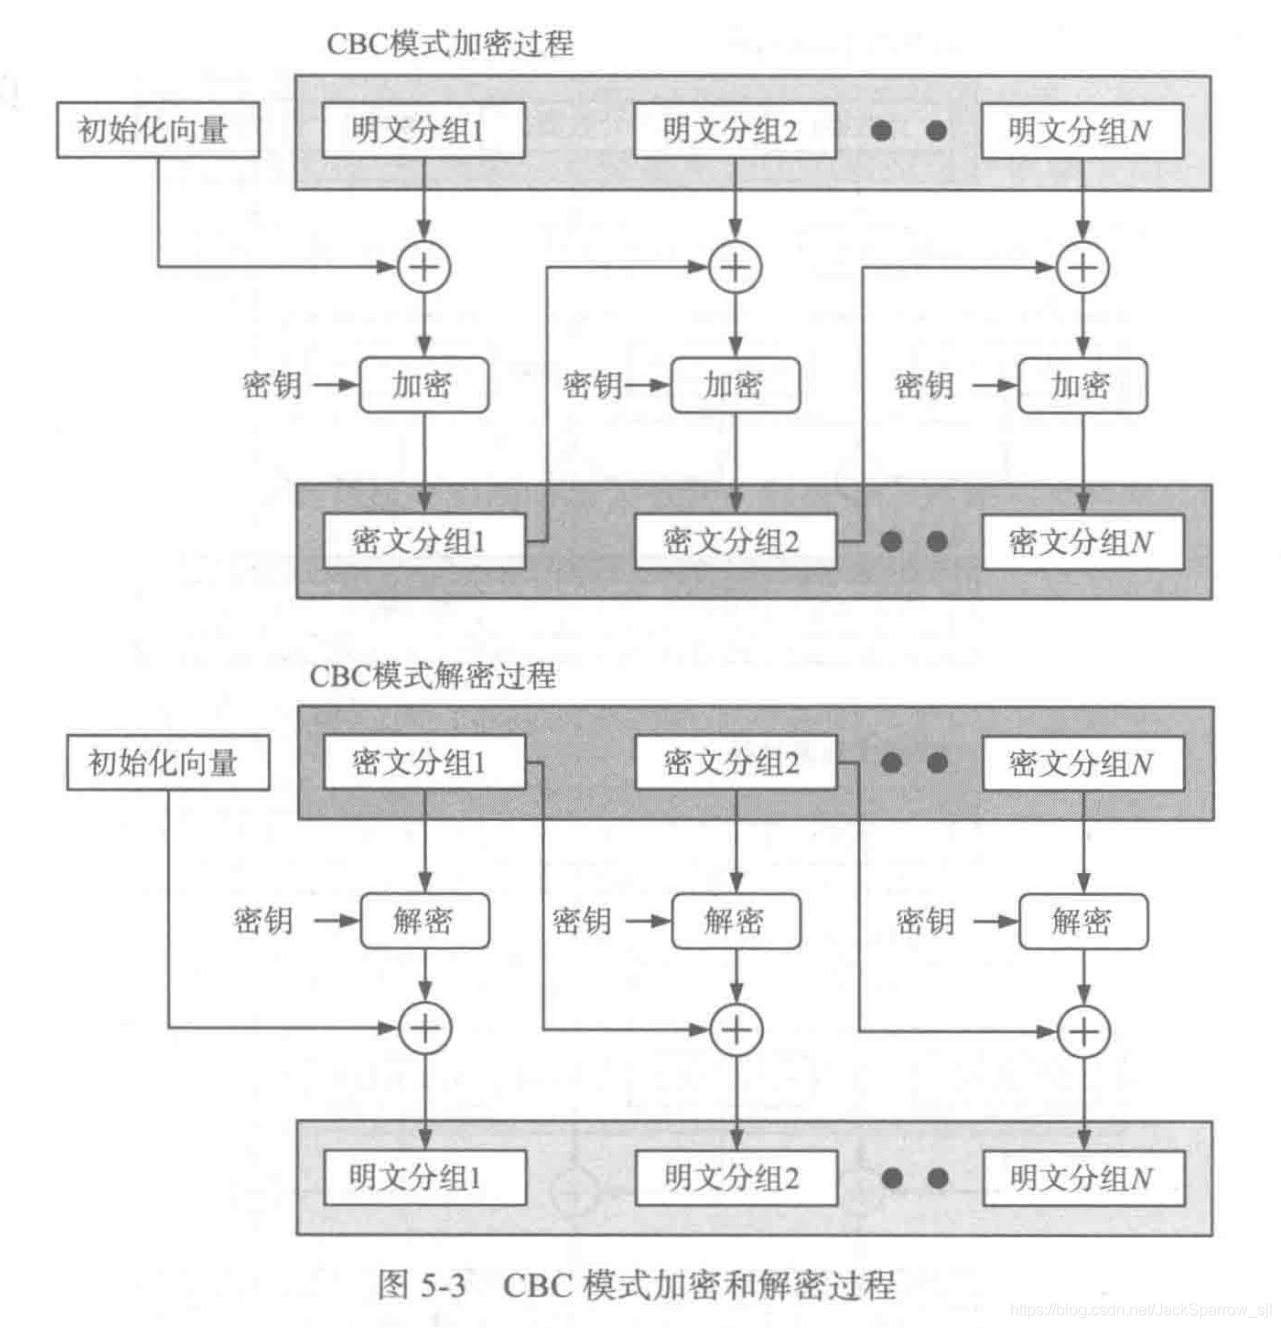 CBC模式加密过程
初始化向量 明文分组1 明文分组2 明文分组N
密钥 加密 密钥 加密 密钥 加密
密文分组1 密文分组2 密文分组N
CBC模式解密过程
初始化向量 密文分组1 密文分组2 密文分组N
密钥 解密 密钥 解密 密钥 解密
明文分组1 明文分组2 明文分组N
图 5-3 CBC 模式加密和解密过程
https://blog.csdn.net/JackSparrow_sjl